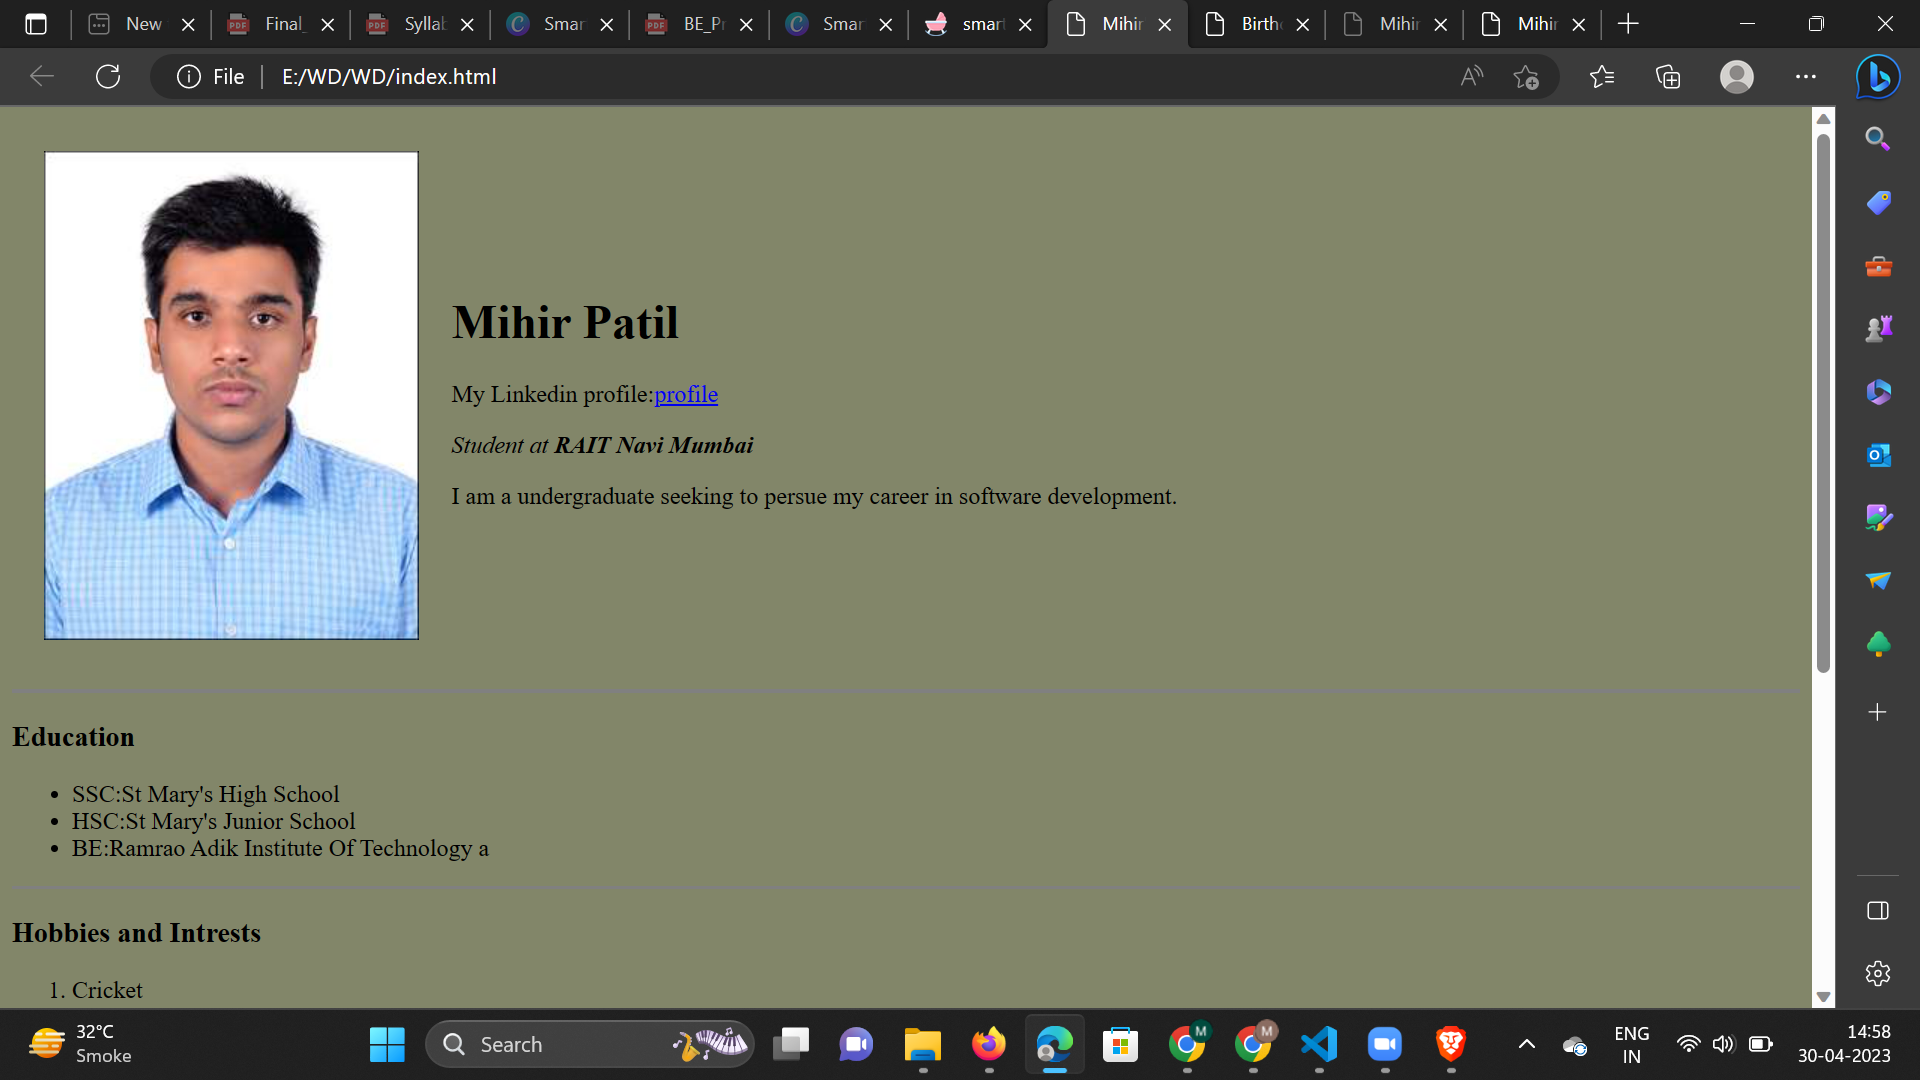 New
Final_
Syllab
Smar
BE_Pr
Smar
smart
Mihir
Birthd
Mihir
Mihir
File
E:/WD/WD/index.html
Mihir Patil
My Linkedin profile:profile
Student at RAIT Navi Mumbai
I am a undergraduate seeking to persue my career in software development.
Education
• SSC:St Mary's High School
• HSC:St Mary's Junior School
• BE:Ramrao Adik Institute Of Technology a
Hobbies and Intrests
1. Cricket
32°C
Smoke
Search
M
M
ENG
IN
14:58
30-04-2023